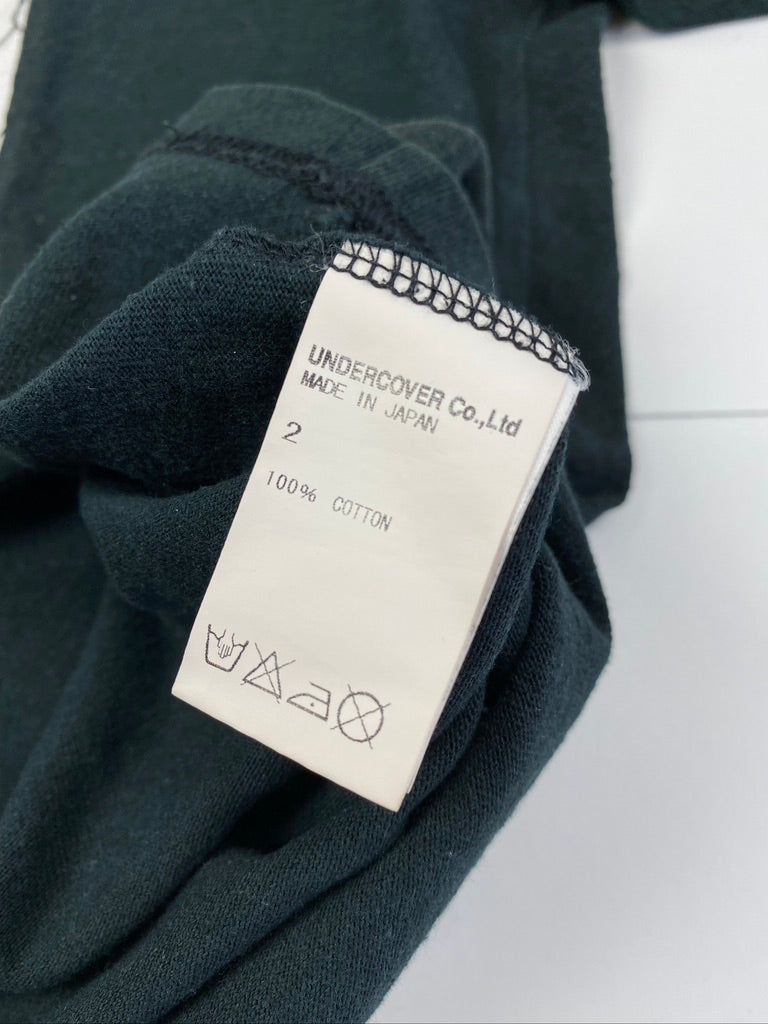 UNDERCOVER Co.,Ltd
MADE IN JAPAN
2
100% COTTON